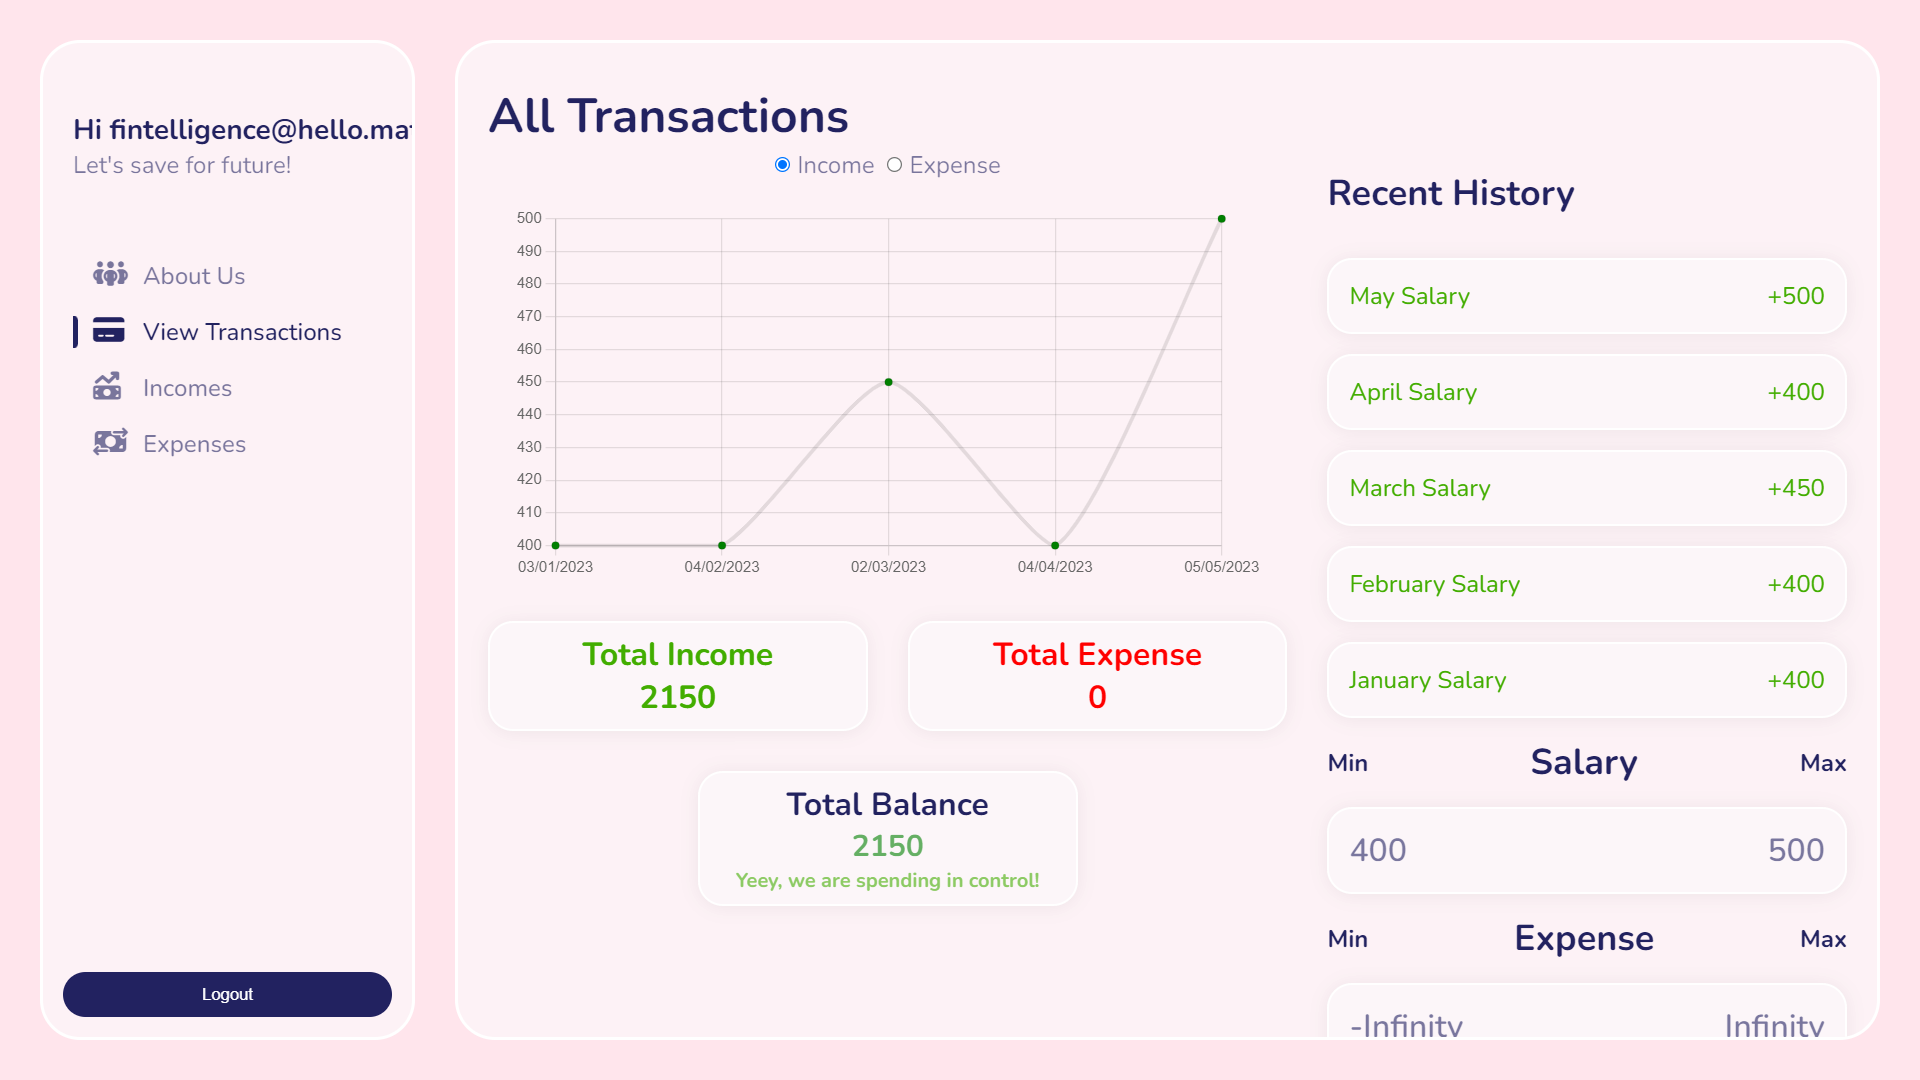 Hi fintelligence@hello.ma
Let's save for future!
About Us
View Transactions
Incomes
Expenses
Logout
All Transactions
Income Expense
500
490
480
470
460
450
440
430
420
410
400
03/01/2023 04/02/2023 02/03/2023 04/04/2023 05/05/2023
Total Income
2150
Total Expense
0
Total Balance
2150
Yeey, we are spending in control!
Recent History
May Salary +500
April Salary +400
March Salary +450
February Salary +400
January Salary +400
Min Salary Max
400 500
Min Expense Max
-Infinity Infinity